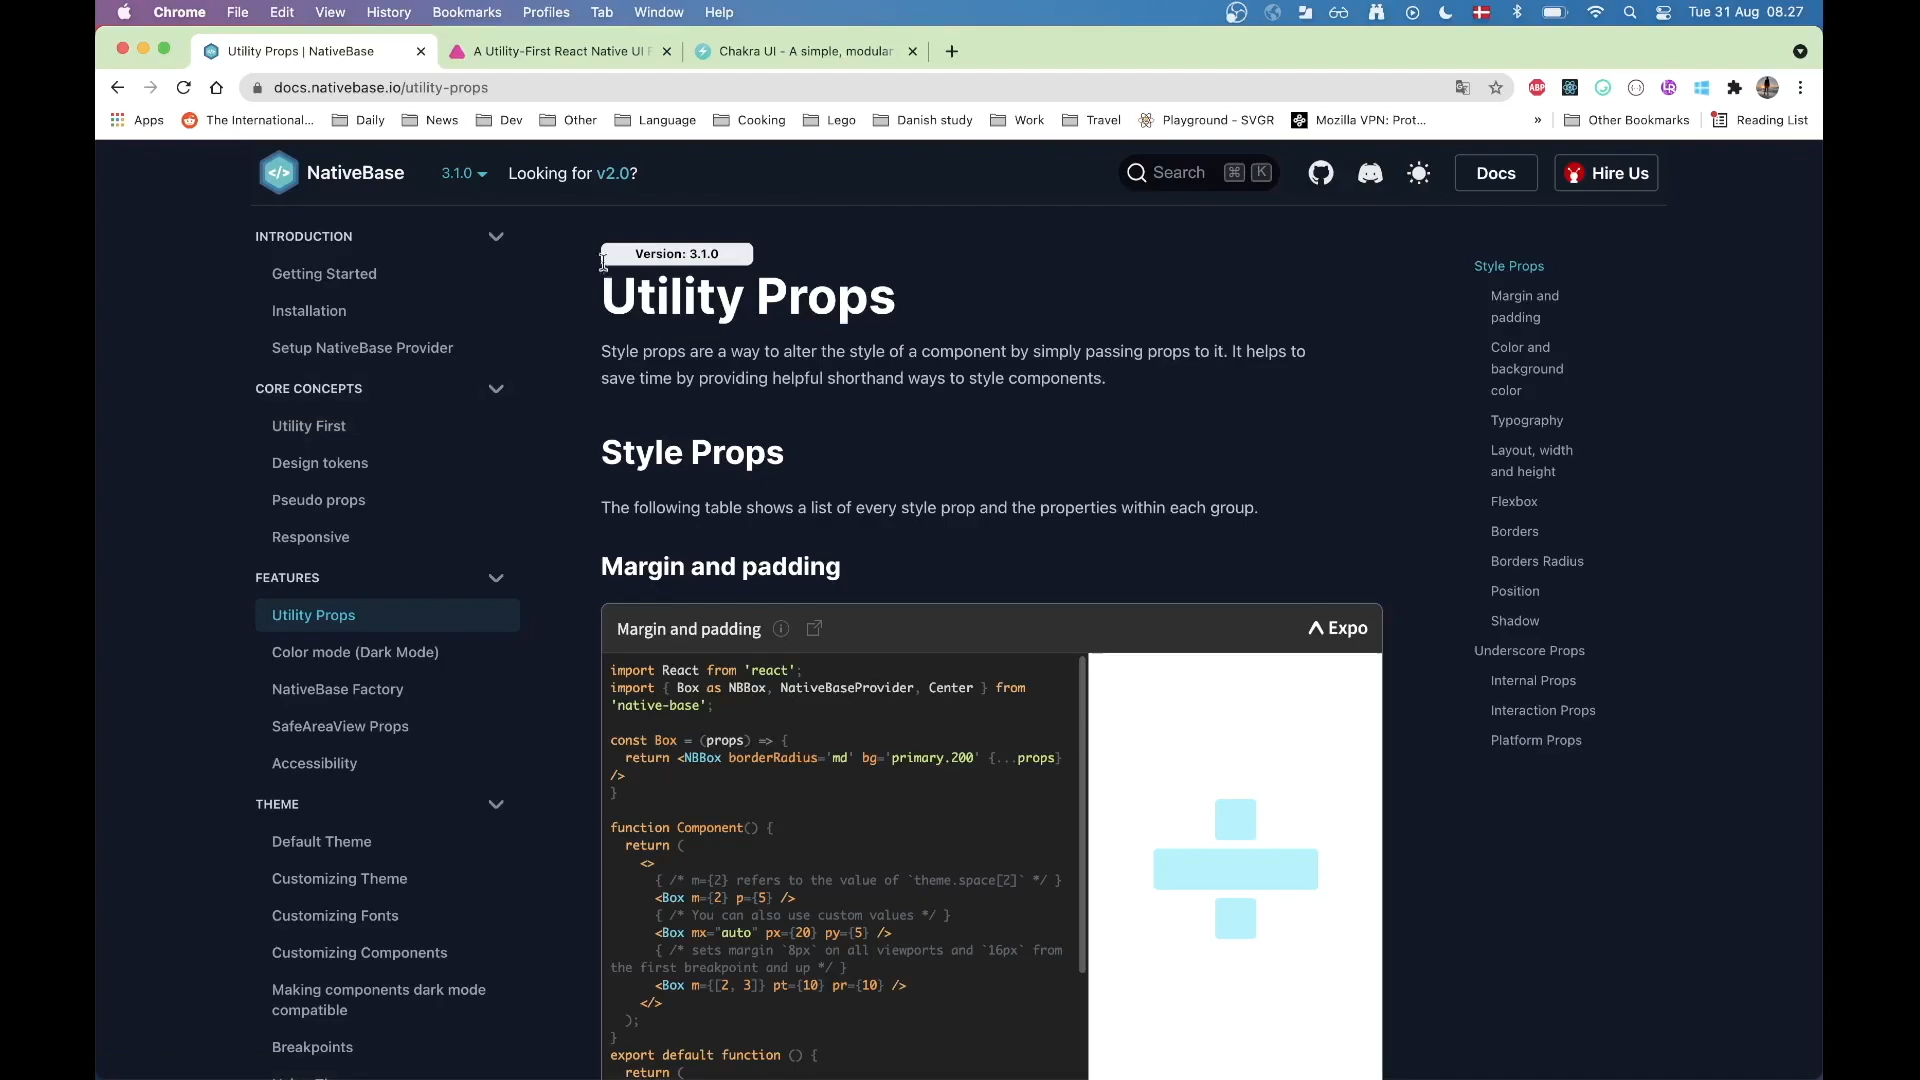 Chrome File Edit View History Bookmarks Profiles Tab Window Help Tue 31 Aug 08.27
Utility Props | NativeBase A Utility-First React Native UI F Chakra UI - A simple, modular
docs.nativebase.io/utility-props
Apps The International... Daily News Dev Other Language Cooking Lego Danish study Work Travel Playground - SVGR Mozilla VPN: Prot... » Other Bookmarks Reading List
NativeBase 3.1.0 Looking for v2.0? Search ⌘ K Docs Hire Us
INTRODUCTION
Getting Started
Installation
Setup NativeBase Provider
CORE CONCEPTS
Utility First
Design tokens
Pseudo props
Responsive
FEATURES
Utility Props
Color mode (Dark Mode)
NativeBase Factory
SafeAreaView Props
Accessibility
THEME
Default Theme
Customizing Theme
Customizing Fonts
Customizing Components
Making components dark mode
compatible
Breakpoints
Version: 3.1.0
Utility Props
Style props are a way to alter the style of a component by simply passing props to it. It helps to
save time by providing helpful shorthand ways to style components.
Style Props
The following table shows a list of every style prop and the properties within each group.
Margin and padding
Margin and padding Expo
import React from 'react';
import { Box as NBBox, NativeBaseProvider, Center } from
'native-base';
const Box = (props) => {
return <NBBox borderRadius='md' bg='primary.200' {...props}
/>
}
function Component() {
return (
<>
{ /* m={2} refers to the value of `theme.space[2]` */ }
<Box m={2} p={5} />
{ /* You can also use custom values */ }
<Box mx="auto" px={20} py={5} />
{ /* sets margin `8px` on all viewports and `16px` from
the first breakpoint and up */ }
<Box m={[2, 3]} pt={10} pr={10} />
</>
);
}
export default function () {
return (
Style Props
Margin and
padding
Color and
background
color
Typography
Layout, width
and height
Flexbox
Borders
Borders Radius
Position
Shadow
Underscore Props
Internal Props
Interaction Props
Platform Props